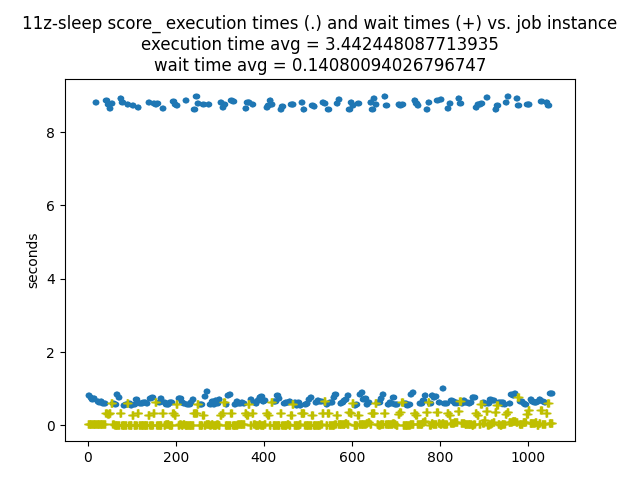 11z-sleep score_ execution times (.) and wait times (+) vs. job instance
execution time avg = 3.442448087713935
wait time avg = 0.14080094026796747
8
6
seconds
4
2
0
0 200 400 600 800 1000